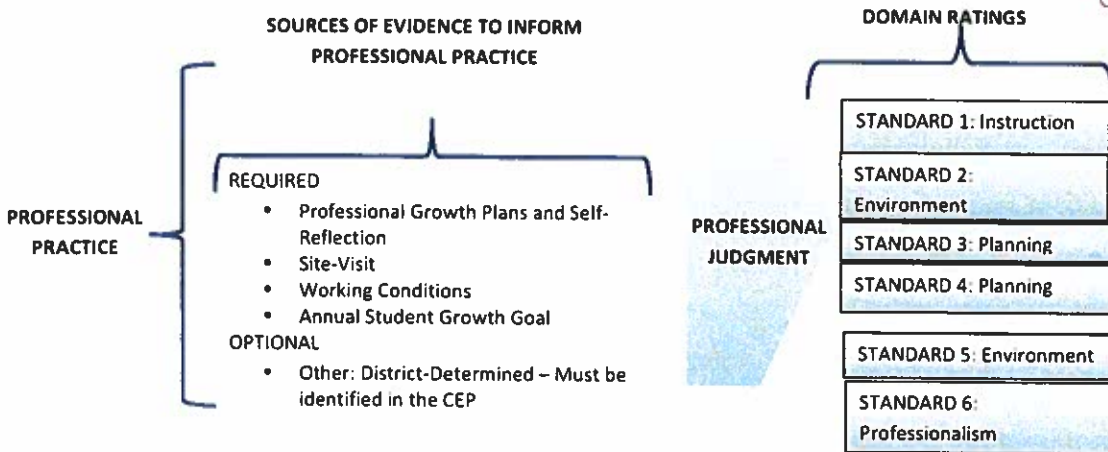 SOURCES OF EVIDENCE TO INFORM
PROFESSIONAL PRACTICE
REQUIRED
• Professional Growth Plans and Self-
Reflection
• Site-Visit
• Working Conditions
• Annual Student Growth Goal
OPTIONAL
• Other: District-Determined – Must be
identified in the CEP
PROFESSIONAL
PRACTICE
PROFESSIONAL
JUDGMENT
DOMAIN RATINGS
STANDARD 1: Instruction
STANDARD 2:
Environment
STANDARD 3: Planning
STANDARD 4: Planning
STANDARD 5: Environment
STANDARD 6:
Professionalism